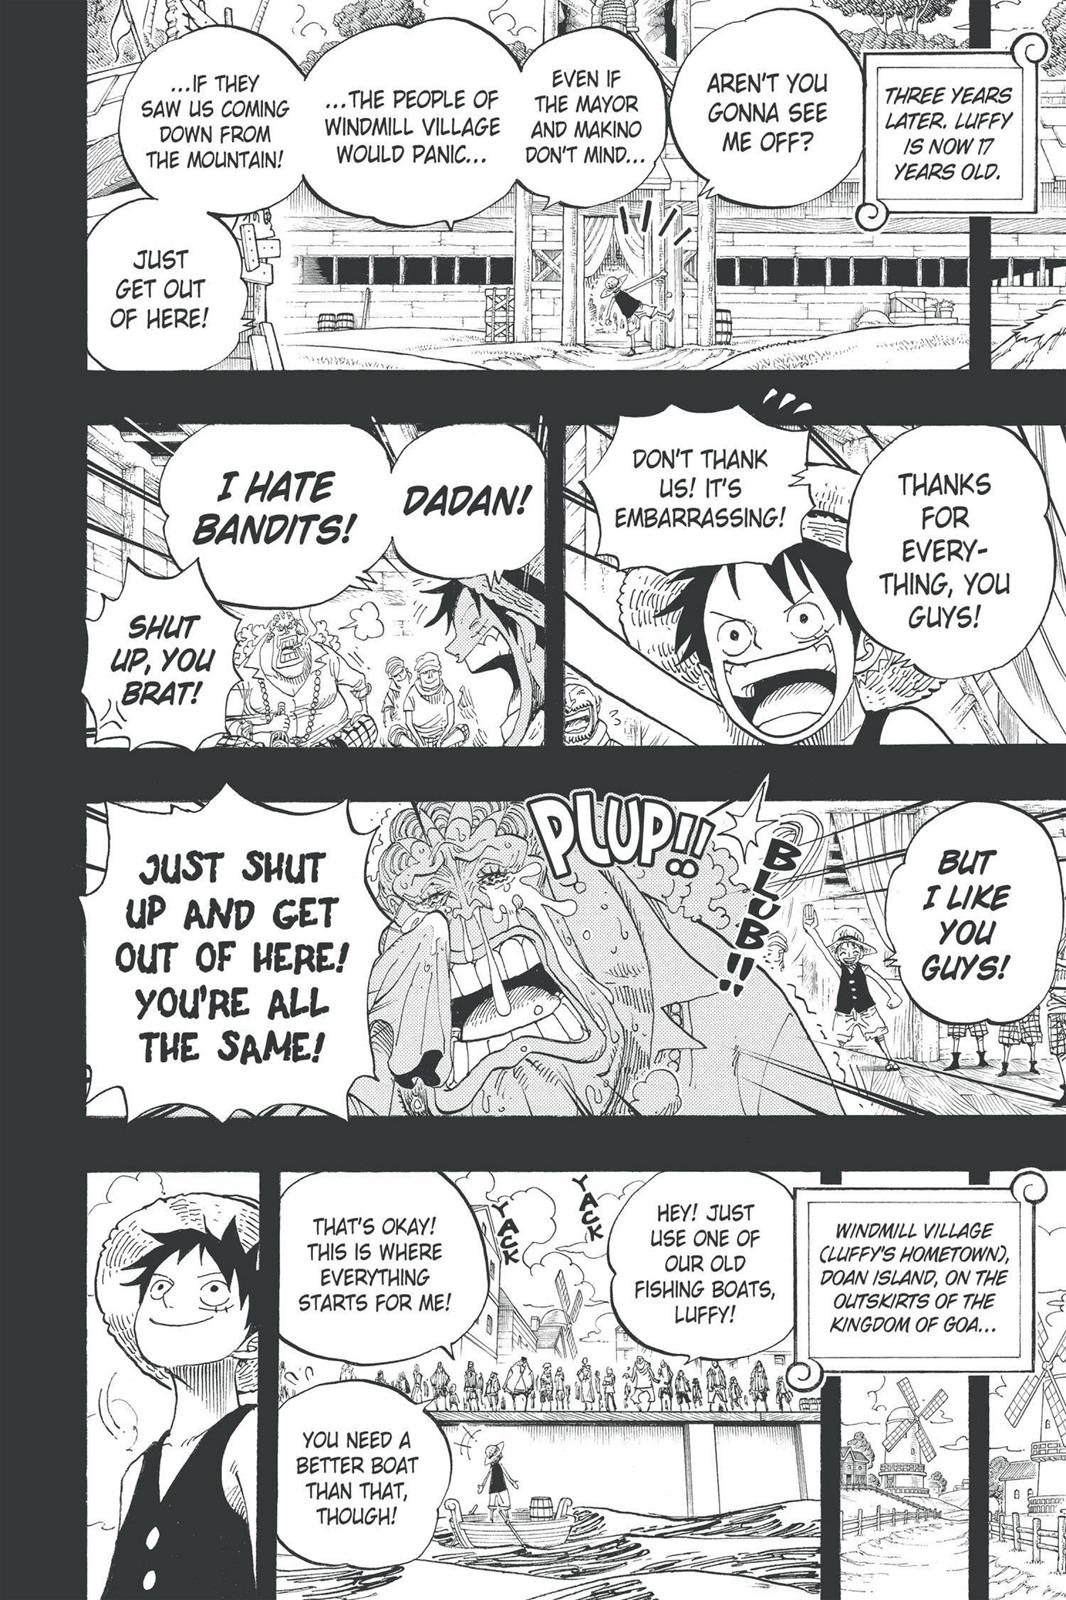 THREE YEARS
LATER. LUFFY
IS NOW 17
YEARS OLD.
AREN'T YOU
GONNA SEE
ME OFF?
EVEN IF
THE MAYOR
AND MAKINO
DON'T MIND...
...THE PEOPLE OF
WINDMILL VILLAGE
WOULD PANIC...
...IF THEY
SAW US COMING
DOWN FROM
THE MOUNTAIN!
JUST
GET OUT
OF HERE!
THANKS
FOR
EVERY-
THING, YOU
GUYS!
DON'T THANK
US! IT'S
EMBARRASSING!
DADAN!
I HATE
BANDITS!
SHUT
UP, YOU
BRAT!
BUT
I LIKE
YOU
GUYS!
BLUB!!
PLUP!!
JUST SHUT
UP AND GET
OUT OF HERE!
YOU'RE ALL
THE SAME!
WINDMILL VILLAGE
(LUFFY'S HOMETOWN),
DOAN ISLAND, ON THE
OUTSKIRTS OF THE
KINGDOM OF GOA...
HEY! JUST
USE ONE OF
OUR OLD
FISHING BOATS,
LUFFY!
YACK
YACK
THAT'S OKAY!
THIS IS WHERE
EVERYTHING
STARTS FOR ME!
YOU NEED A
BETTER BOAT
THAN THAT,
THOUGH!